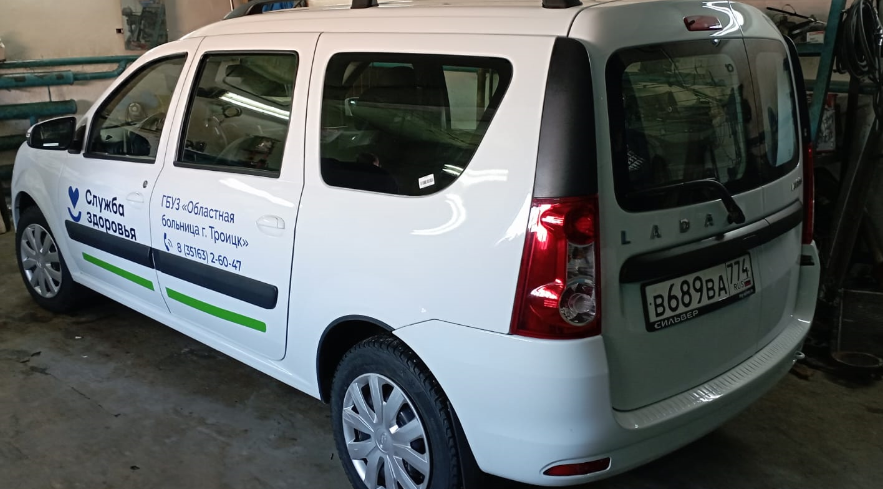 Служба
здоровья
ГБУЗ «Областная
больница г. Троицк»
8 (35163) 2-60-47
LADA
В689ВА 774
RUS
СИЛЬВЕР